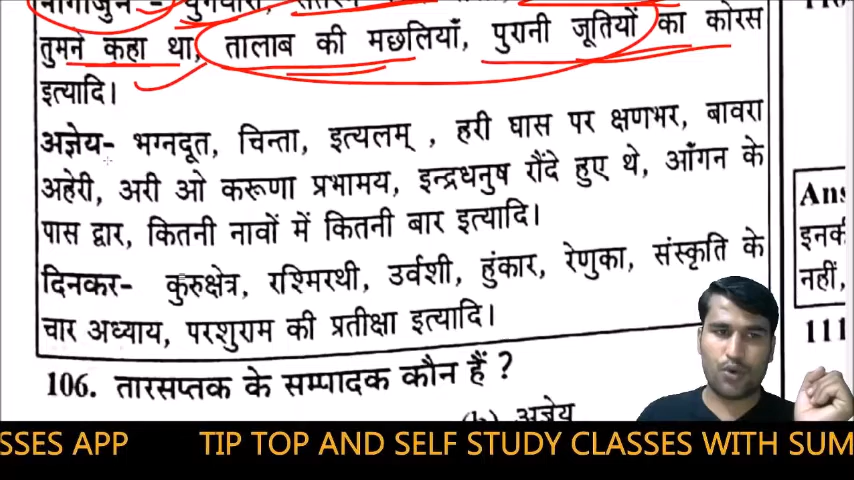 तुमने कहा था, तालाब की मछलियाँ, पुरानी जूतियों का कोरस
इत्यादि।
अज्ञेय- भग्नदूत, चिन्ता, इत्यलम् , हरी घास पर क्षणभर, बावरा
अहेरी, अरी ओ करूणा प्रभामय, इन्द्रधनुष रौंदे हुए थे, आँगन के
पास द्वार, कितनी नावों में कितनी बार इत्यादि।
दिनकर- कुरुक्षेत्र, रश्मिरथी, उर्वशी, हुंकार, रेणुका, संस्कृति के
चार अध्याय, परशुराम की प्रतीक्षा इत्यादि।
106. तारसप्तक के सम्पादक कौन हैं ?
(b) अज्ञेय
Ans
इनकी
नहीं,
111
SSES APP TIP TOP AND SELF STUDY CLASSES WITH SUM